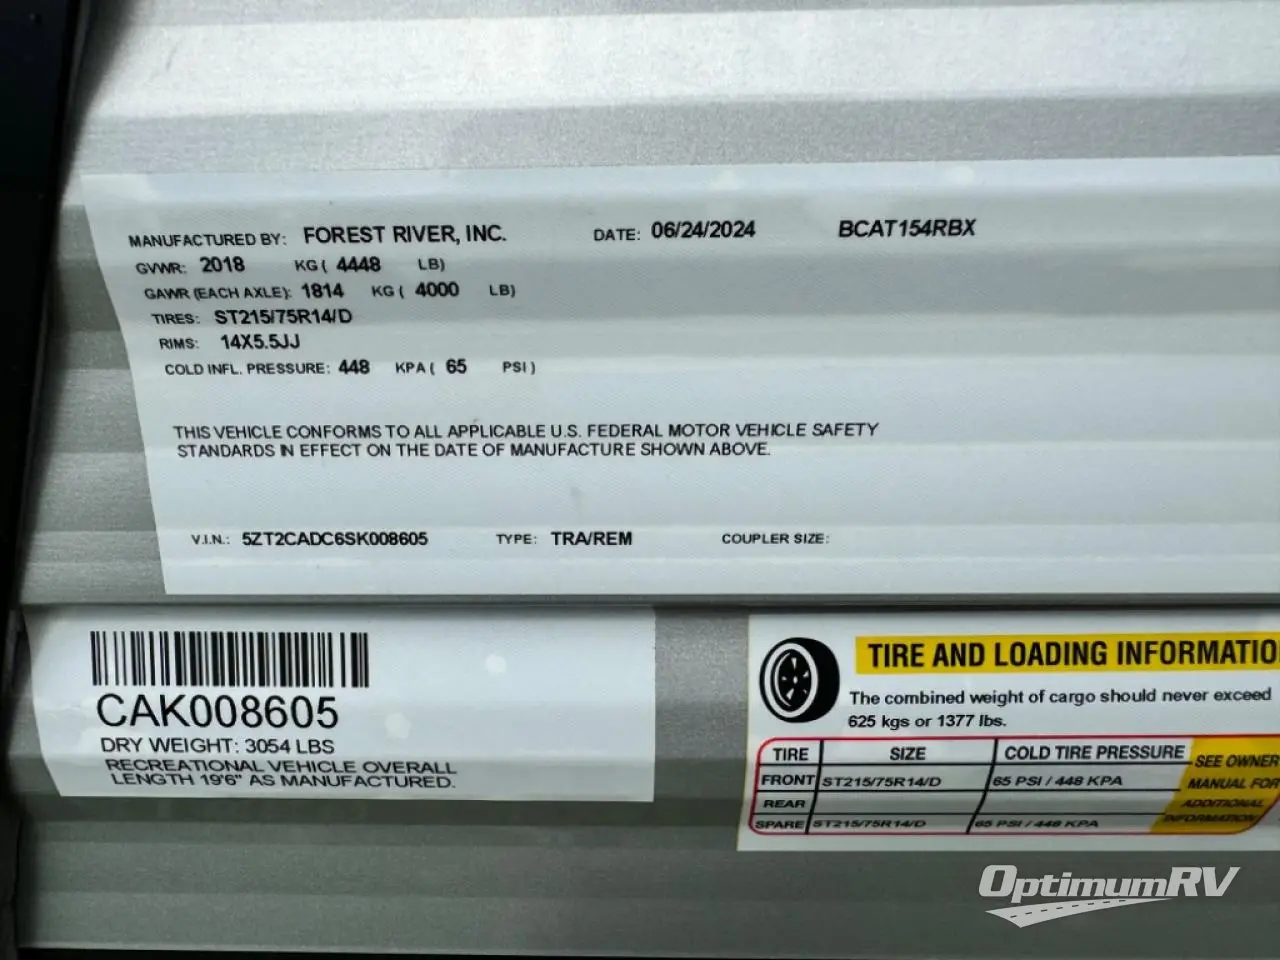 MANUFACTURED BY: FOREST RIVER, INC. DATE: 06/24/2024 BCAT154RBX
GVWR: 2018 KG ( 4448 LB)
GAWR (EACH AXLE): 1814 KG ( 4000 LB)
TIRES: ST215/75R14/D
RIMS: 14X5.5JJ
COLD INFL. PRESSURE: 448 KPA ( 65 PSI )
THIS VEHICLE CONFORMS TO ALL APPLICABLE U.S. FEDERAL MOTOR VEHICLE SAFETY
STANDARDS IN EFFECT ON THE DATE OF MANUFACTURE SHOWN ABOVE.
V.I.N.: 5ZT2CADC6SK008605 TYPE: TRA/REM COUPLER SIZE:
CAK008605
DRY WEIGHT: 3054 LBS
RECREATIONAL VEHICLE OVERALL
LENGTH 19'6" AS MANUFACTURED.
TIRE AND LOADING INFORMATIO
The combined weight of cargo should never exceed
625 kgs or 1377 lbs.
TIRE SIZE COLD TIRE PRESSURE
FRONT ST215/75R14/D 65 PSI / 448 KPA
REAR
SPARE ST215/75R14/D 65 PSI / 448 KPA
SEE OWNER
MANUAL FOR
ADDITIONAL
INFORMATION
OptimumRV